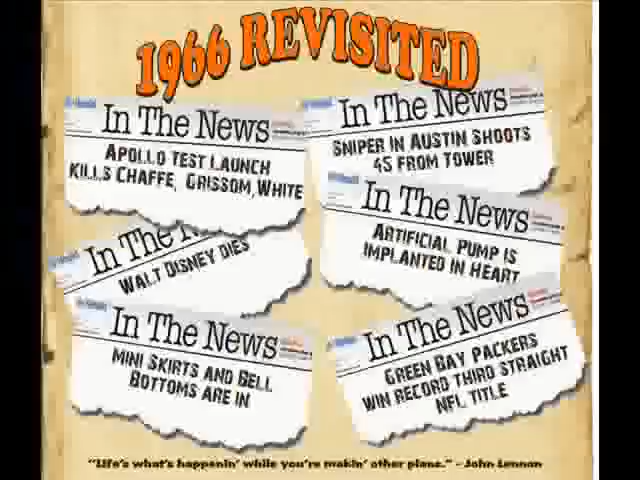 1966 REVISITED
In The News
APOLLO TEST LAUNCH
KILLS CHAFFE, GRISSOM, WHITE
In The News
SNIPER IN AUSTIN SHOOTS
45 FROM TOWER
In The
WALT DISNEY DIES
In The News
ARTIFICIAL PUMP IS
IMPLANTED IN HEART
In The News
MINI SKIRTS AND BELL
BOTTOMS ARE IN
In The News
GREEN BAY PACKERS
WIN RECORD THIRD STRAIGHT
NFL TITLE
"Life's what's happenin' while you're makin' other plans." - John Lennon